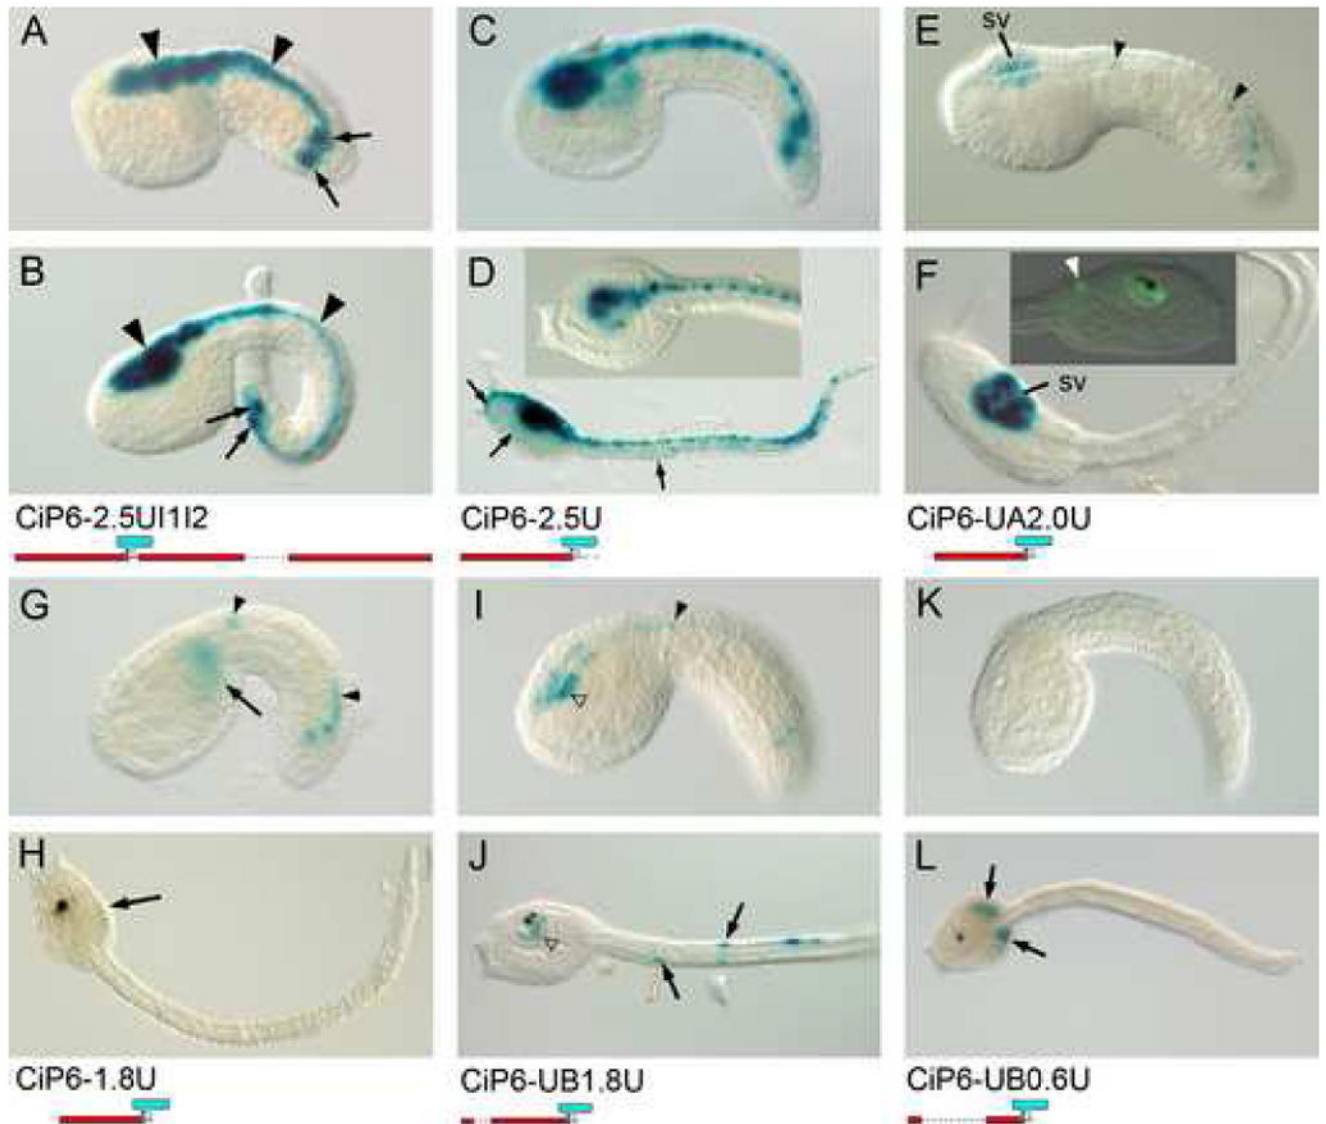 A
C
E
sv
B
D
F
sv
CiP6-2.5UI1I2
CiP6-2.5U
CiP6-UA2.0U
G
I
K
H
J
L
CiP6-1.8U
CiP6-UB1.8U
CiP6-UB0.6U